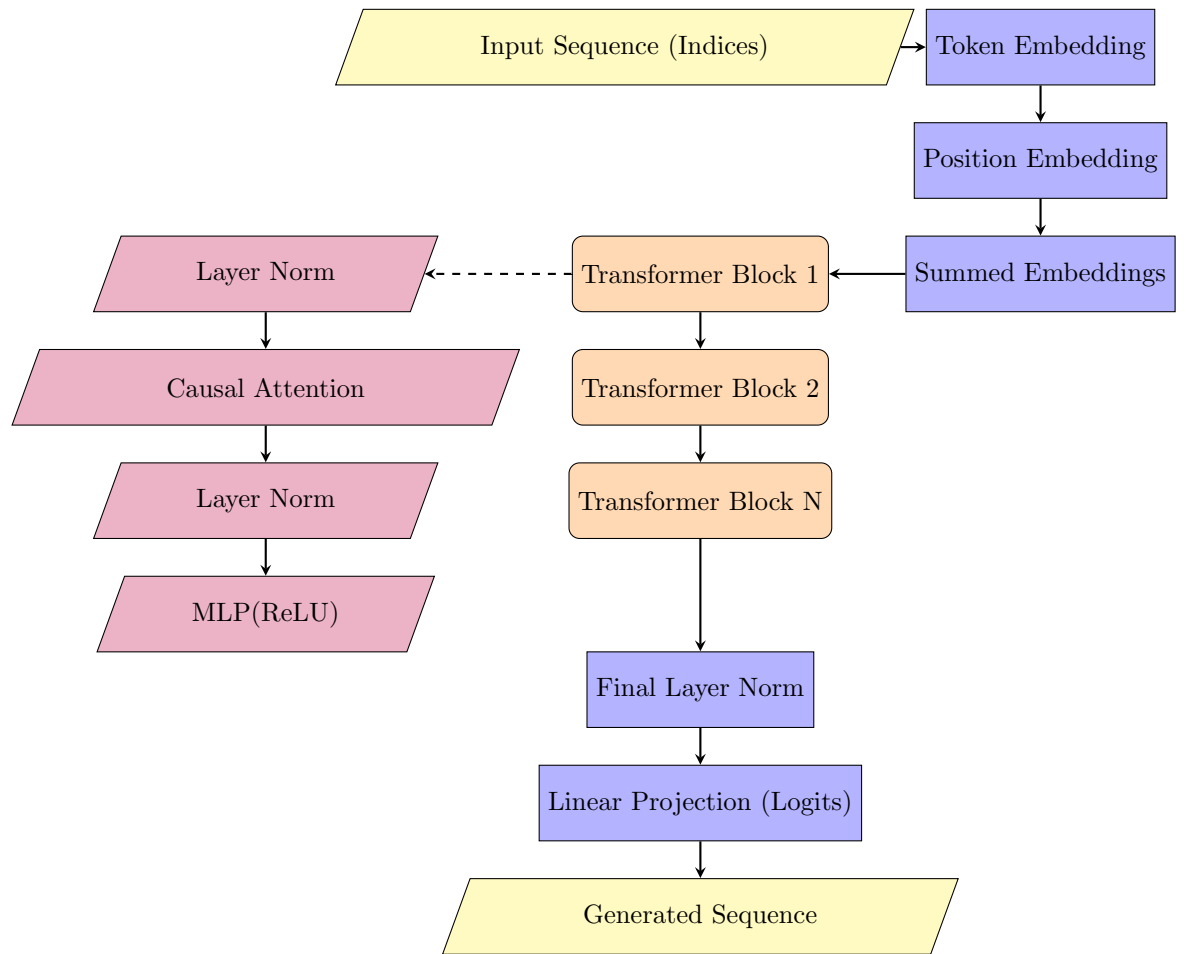 Input Sequence (Indices)
Token Embedding
Position Embedding
Layer Norm
Transformer Block 1
Summed Embeddings
Causal Attention
Transformer Block 2
Layer Norm
Transformer Block N
MLP(ReLU)
Final Layer Norm
Linear Projection (Logits)
Generated Sequence